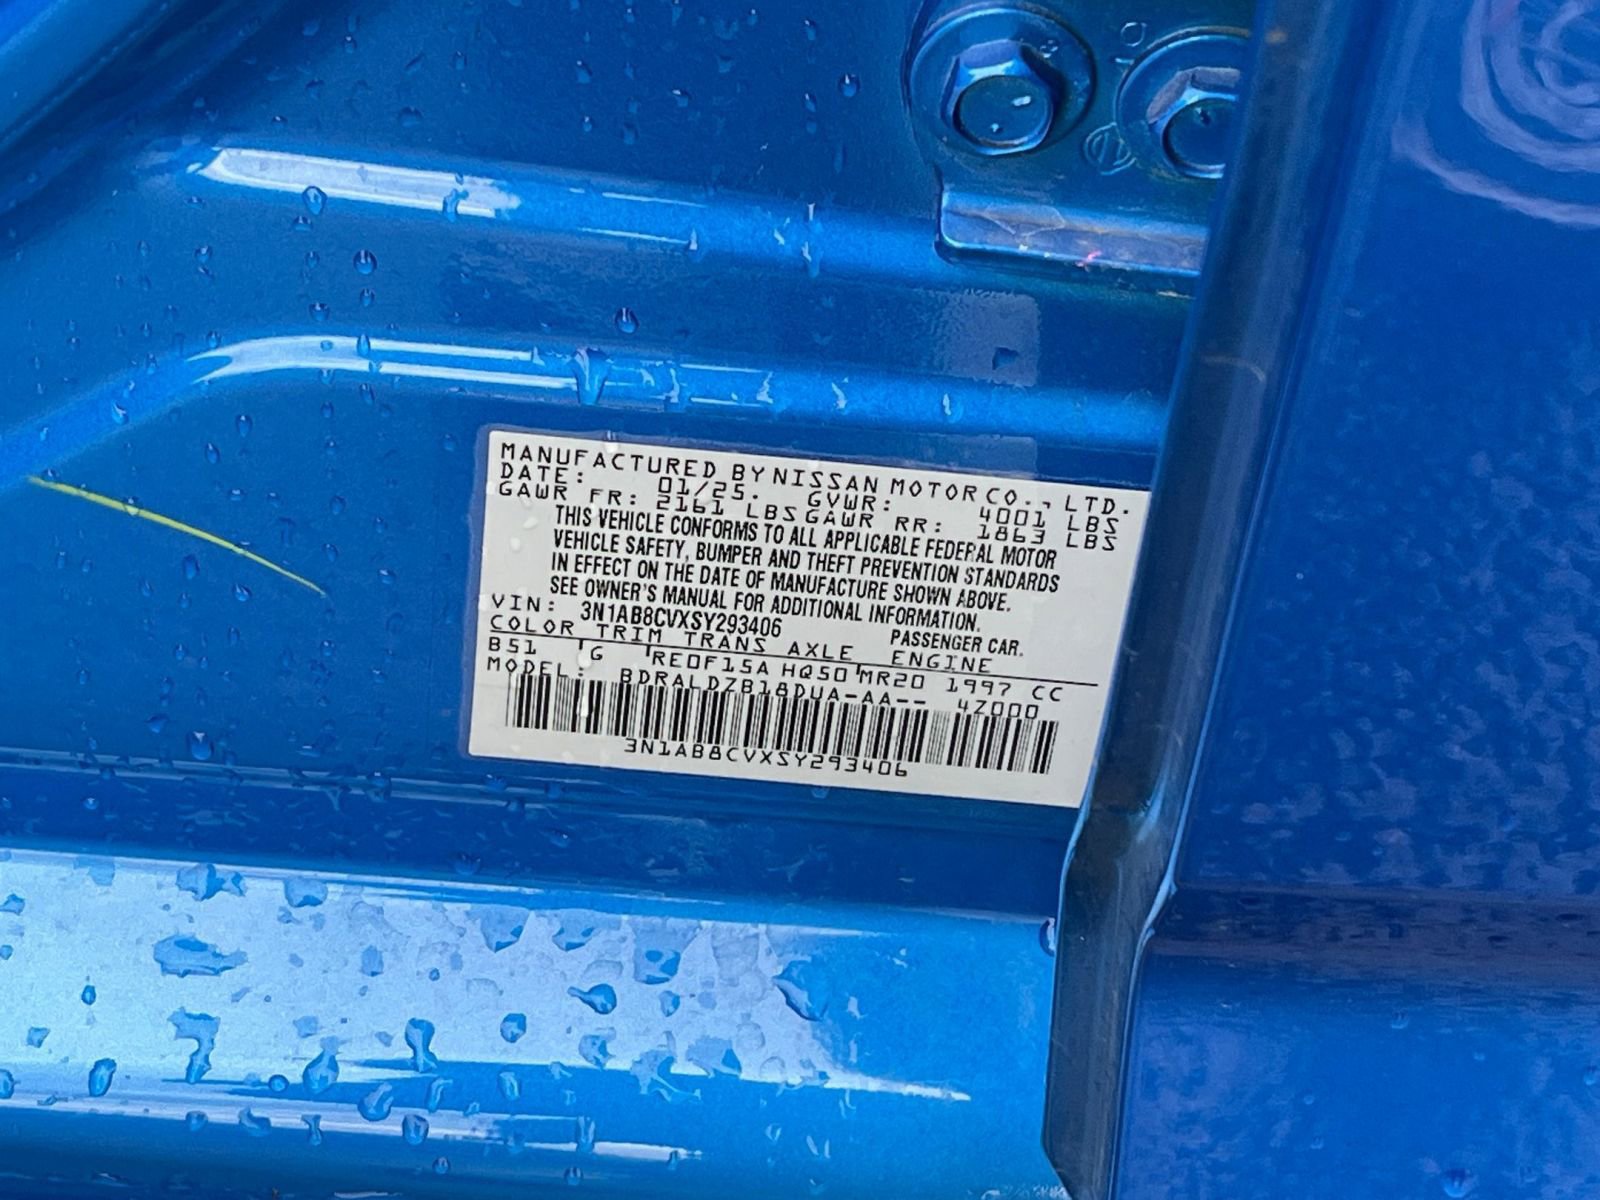 MANUFACTURED BY NISSAN MOTOR CO., LTD.
DATE: 01/25. GVWR: 4001 LBS
GAWR FR: 2161 LBS GAWR RR: 1863 LBS
THIS VEHICLE CONFORMS TO ALL APPLICABLE FEDERAL MOTOR
VEHICLE SAFETY, BUMPER AND THEFT PREVENTION STANDARDS
IN EFFECT ON THE DATE OF MANUFACTURE SHOWN ABOVE.
SEE OWNER'S MANUAL FOR ADDITIONAL INFORMATION.
VIN: 3N1AB8CVXSY293406 PASSENGER CAR.
COLOR TRIM TRANS AXLE ENGINE
B51 G RE0F15A HQ50 MR20 1997 CC
MODEL: BDRALDZB18DUA-AA-- 4Z000
3N1AB8CVXSY293406